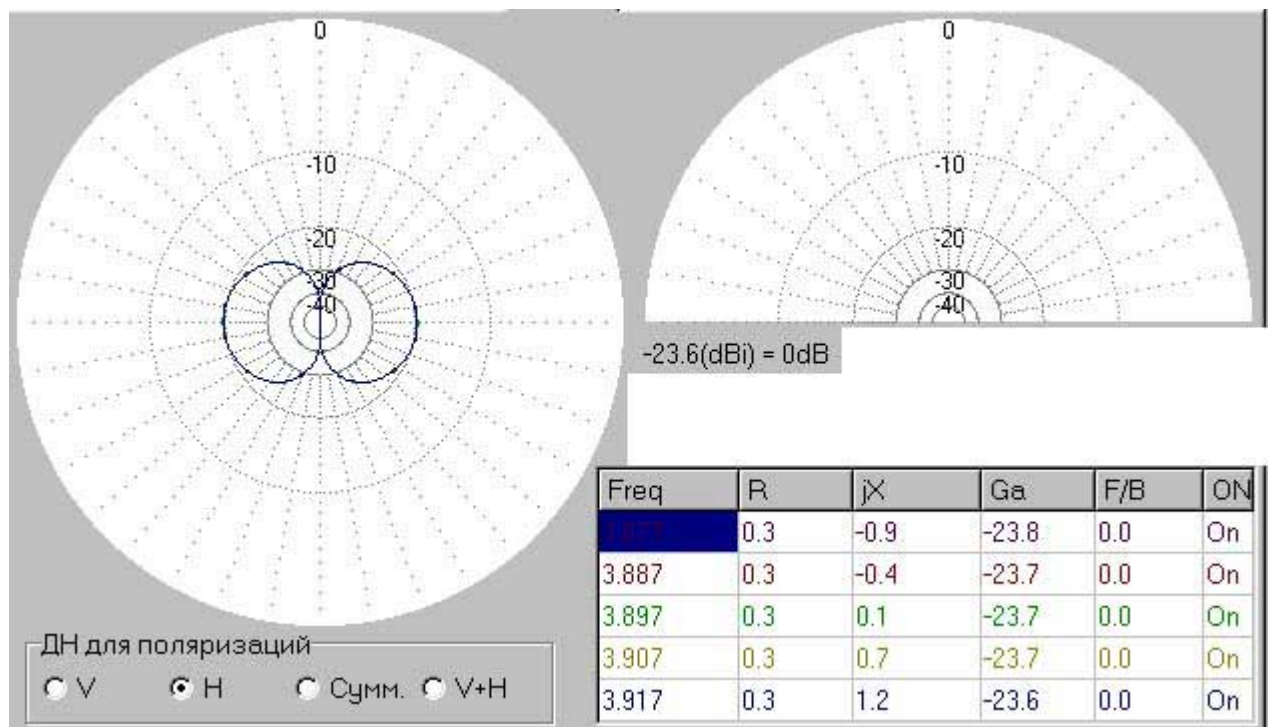 0
-10
-20
-30
-40
0
-10
-20
-30
-40
-23.6(dBi) = 0dB
Freq R jX Ga F/B ON
0.3 -0.9 -23.8 0.0 On
3.887 0.3 -0.4 -23.7 0.0 On
3.897 0.3 0.1 -23.7 0.0 On
3.907 0.3 0.7 -23.7 0.0 On
3.917 0.3 1.2 -23.6 0.0 On
ДН для поляризаций
V H Сумм. V+H